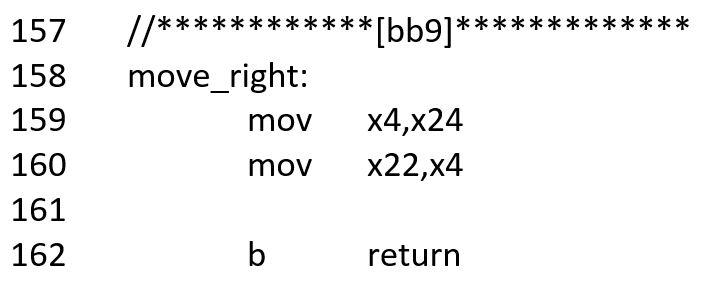 157 //************[bb9]*************
158 move_right:
159 mov x4,x24
160 mov x22,x4
161
162 b return